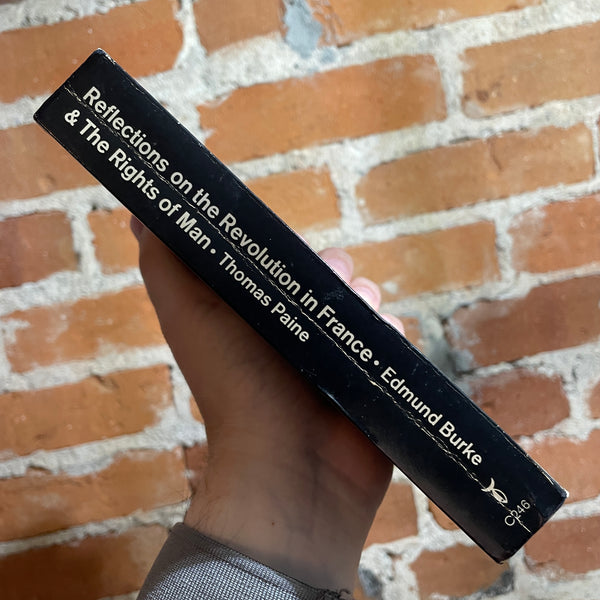 Reflections on the Revolution in France • Edmund Burke
& The Rights of Man • Thomas Paine
C246